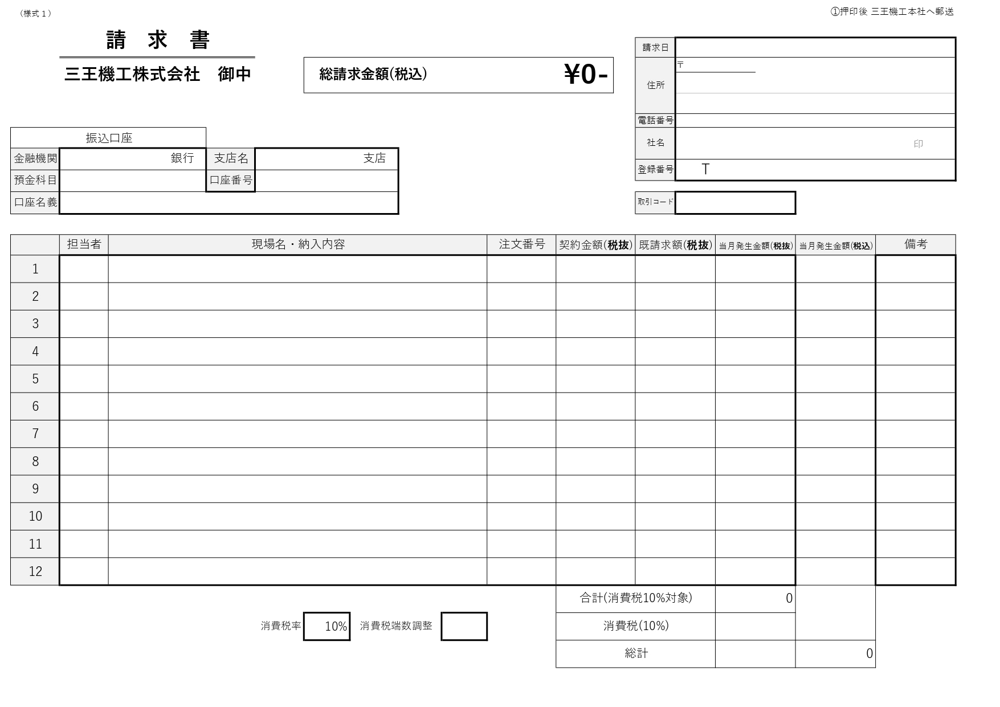 （様式１）
①押印後 三王機工本社へ郵送
請　求　書
三王機工株式会社　御中
総請求金額(税込)　¥0-
請求日
住所　〒
電話番号
社名　印
登録番号　T
取引コード
振込口座
金融機関　銀行　支店名　支店
預金科目　口座番号
口座名義
担当者　現場名・納入内容　注文番号　契約金額(税抜)　既請求額(税抜)　当月発生金額(税抜)　当月発生金額(税込)　備考
1
2
3
4
5
6
7
8
9
10
11
12
合計(消費税10%対象)　0
消費税率　10%　消費税端数調整　消費税(10%)
総計　0